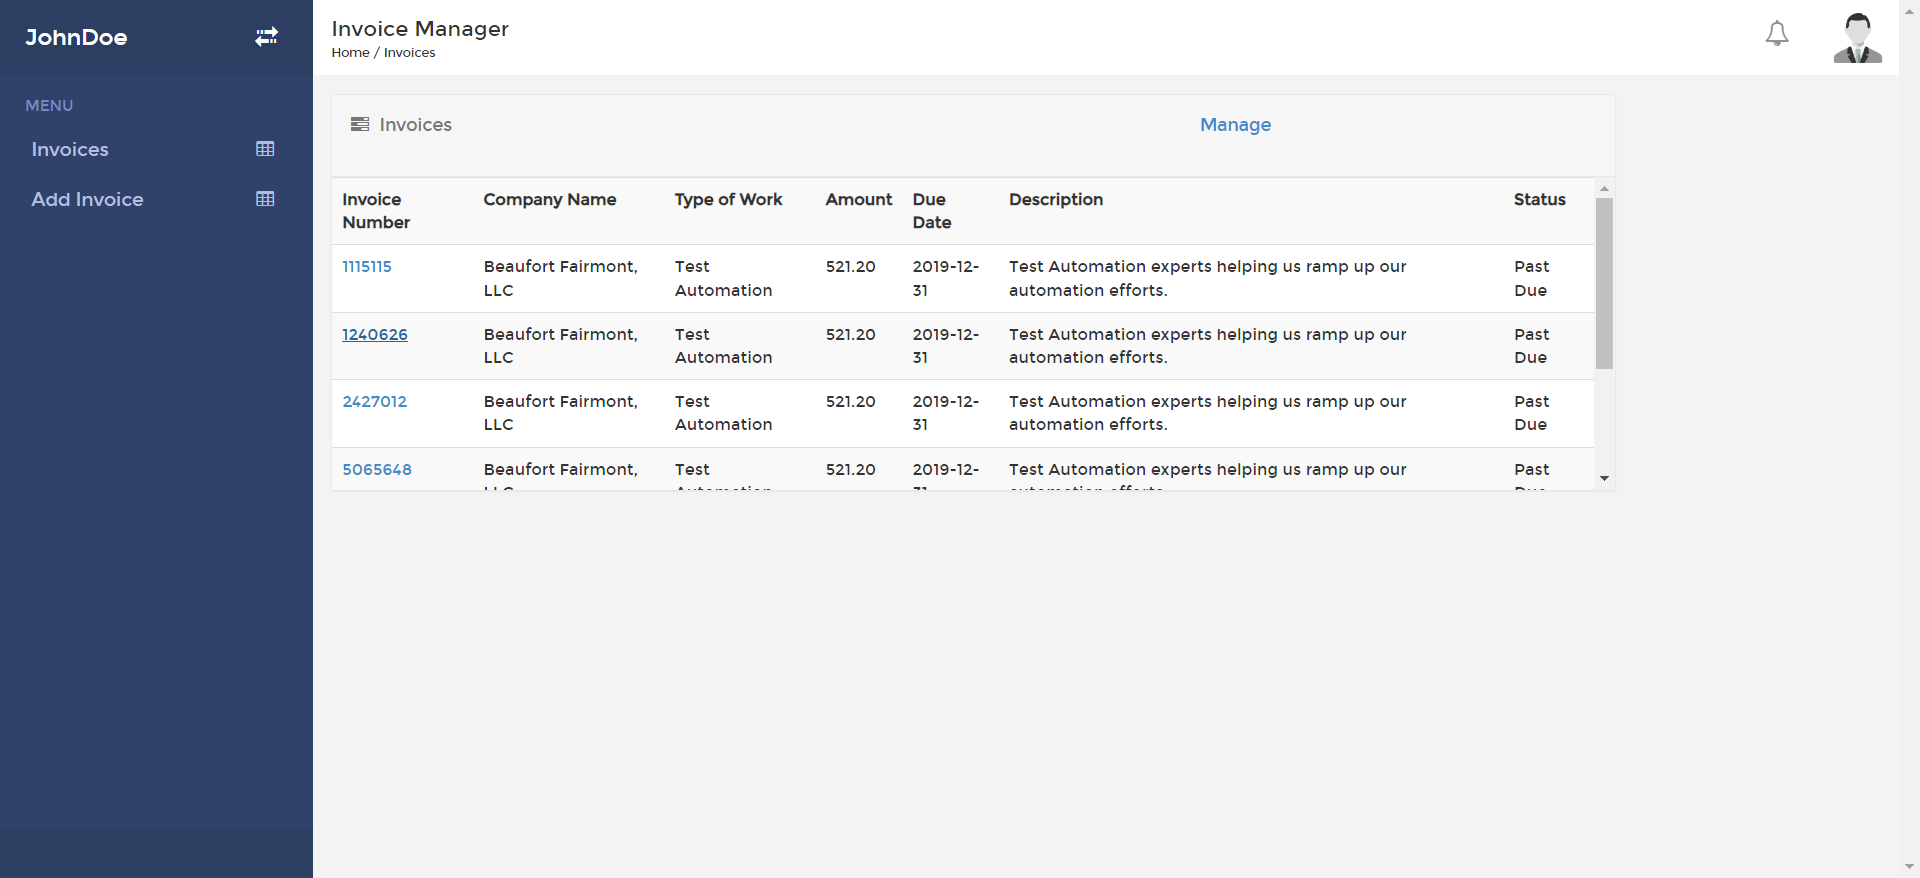 JohnDoe
MENU
Invoices
Add Invoice
Invoice Manager
Home / Invoices
Invoices
Manage
Invoice Number Company Name Type of Work Amount Due Date Description Status
1115115 Beaufort Fairmont, LLC Test Automation 521.20 2019-12-31 Test Automation experts helping us ramp up our automation efforts. Past Due
1240626 Beaufort Fairmont, LLC Test Automation 521.20 2019-12-31 Test Automation experts helping us ramp up our automation efforts. Past Due
2427012 Beaufort Fairmont, LLC Test Automation 521.20 2019-12-31 Test Automation experts helping us ramp up our automation efforts. Past Due
5065648 Beaufort Fairmont, Test 521.20 2019-12- Test Automation experts helping us ramp up our Past